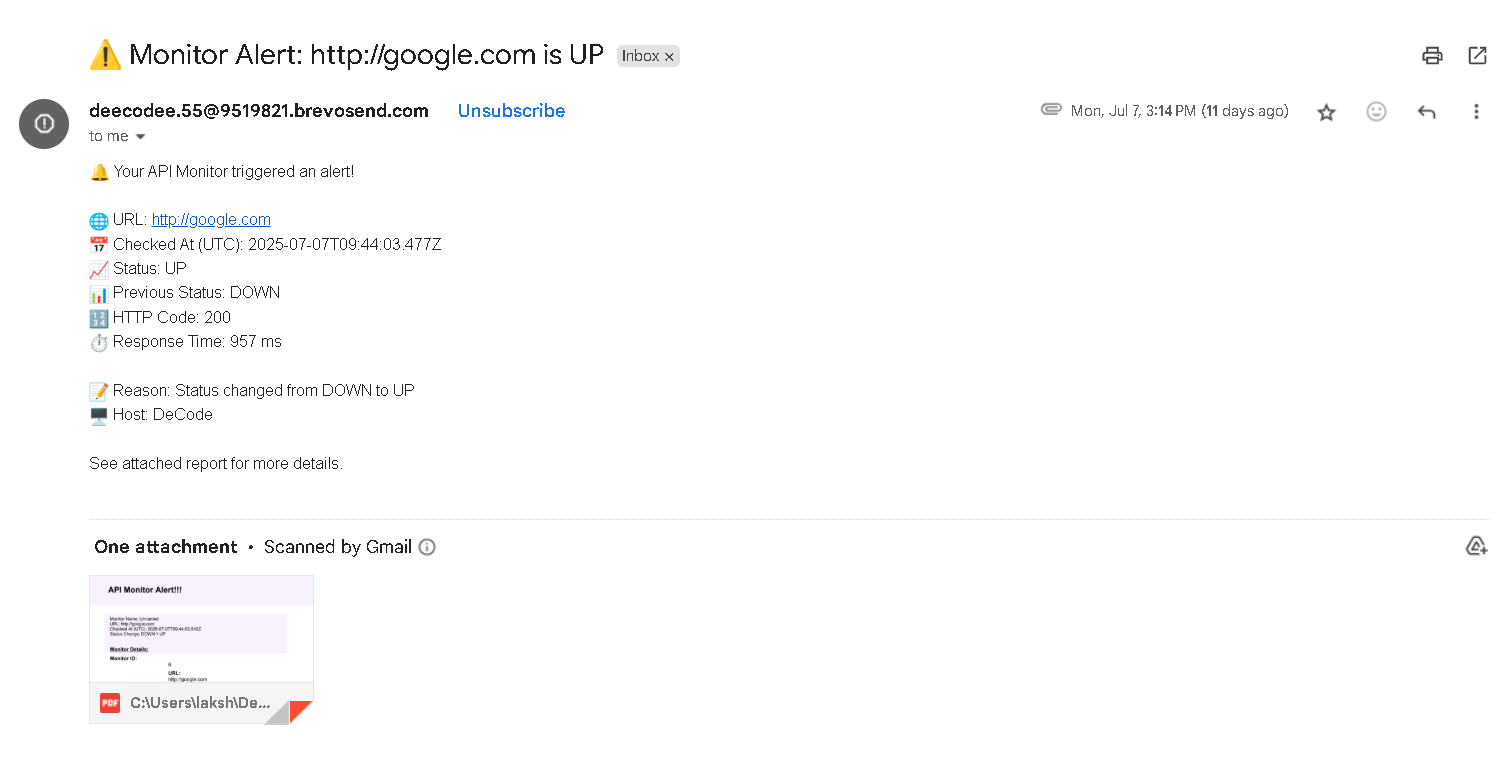 ⚠️ Monitor Alert: http://google.com is UP Inbox ×
deecodee.55@9519821.brevosend.com Unsubscribe Mon, Jul 7, 3:14 PM (11 days ago)
to me
🔔 Your API Monitor triggered an alert!
🌐 URL: http://google.com
📅 Checked At (UTC): 2025-07-07T09:44:03.477Z
📈 Status: UP
📊 Previous Status: DOWN
🔢 HTTP Code: 200
⏱️ Response Time: 957 ms
📝 Reason: Status changed from DOWN to UP
🖥️ Host: DeCode
See attached report for more details.
One attachment • Scanned by Gmail
API Monitor Alert!!!
Monitor Name: Unnamed
URL: http://google.com
Checked At (UTC): 2025-07-07T09:44:03.540Z
Status Change: DOWN ? UP
Monitor Details:
Monitor ID:
6
URL:
http://google.com
PDF C:\Users\laksh\De...